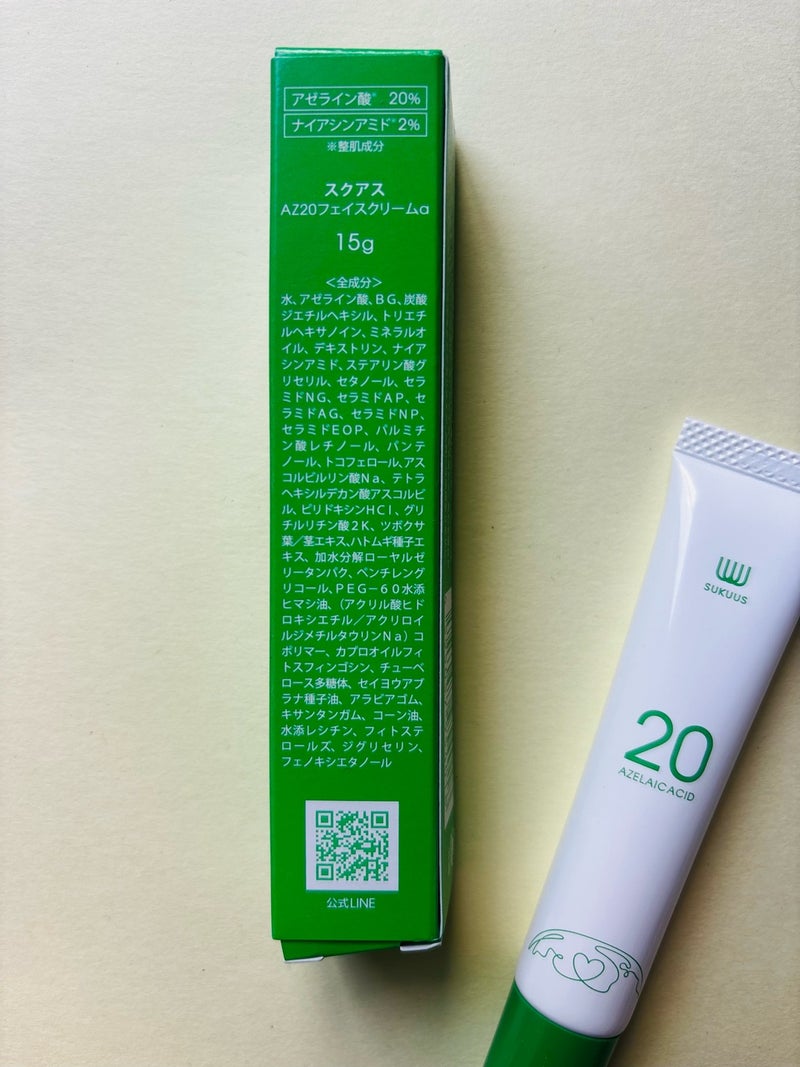 アゼライン酸※ 20%
ナイアシンアミド※2%
※整肌成分
スクアス
AZ20フェイスクリームα
15g
＜全成分＞
水、アゼライン酸、BG、炭酸
ジエチルヘキシル、トリエチ
ルヘキサノイン、ミネラルオ
イル、デキストリン、ナイア
シンアミド、ステアリン酸グ
リセリル、セタノール、セラ
ミドNG、セラミドAP、セ
ラミドAG、セラミドNP、
セラミドEOP、パルミチ
ン酸レチノール、パンテ
ノール、トコフェロール、アス
コルビルリン酸Na、テトラ
ヘキシルデカン酸アスコルビ
ル、ピリドキシンHCl、グリ
チルリチン酸2K、ツボクサ
葉／茎エキス、ハトムギ種子エ
キス、加水分解ローヤルゼ
リータンパク、ペンチレング
リコール、PEG－60水添
ヒマシ油、（アクリル酸ヒド
ロキシエチル／アクリロイ
ルジメチルタウリンNa）コ
ポリマー、カプロオイルフィ
トスフィンゴシン、チューベ
ロース多糖体、セイヨウアブ
ラナ種子油、アラビアゴム、
キサンタンガム、コーン油、
水添レシチン、フィトステ
ロールズ、ジグリセリン、
フェノキシエタノール
公式LINE
SUKUUS
20
AZELAICACID